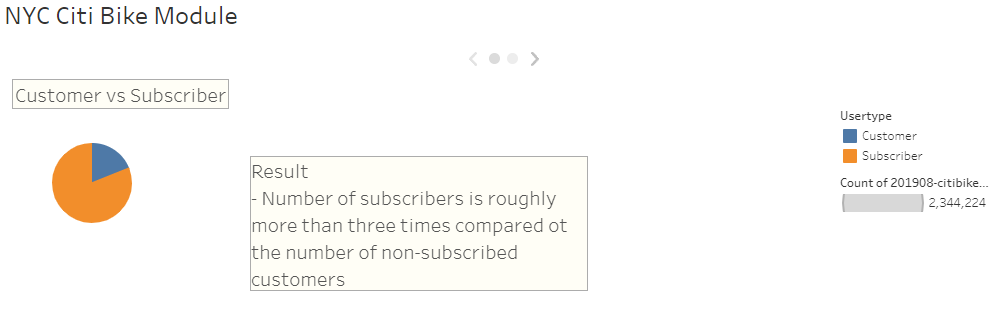 NYC Citi Bike Module
Customer vs Subscriber
Result
- Number of subscribers is roughly
more than three times compared ot
the number of non-subscribed
customers
Usertype
Customer
Subscriber
Count of 201908-citibike...
2,344,224